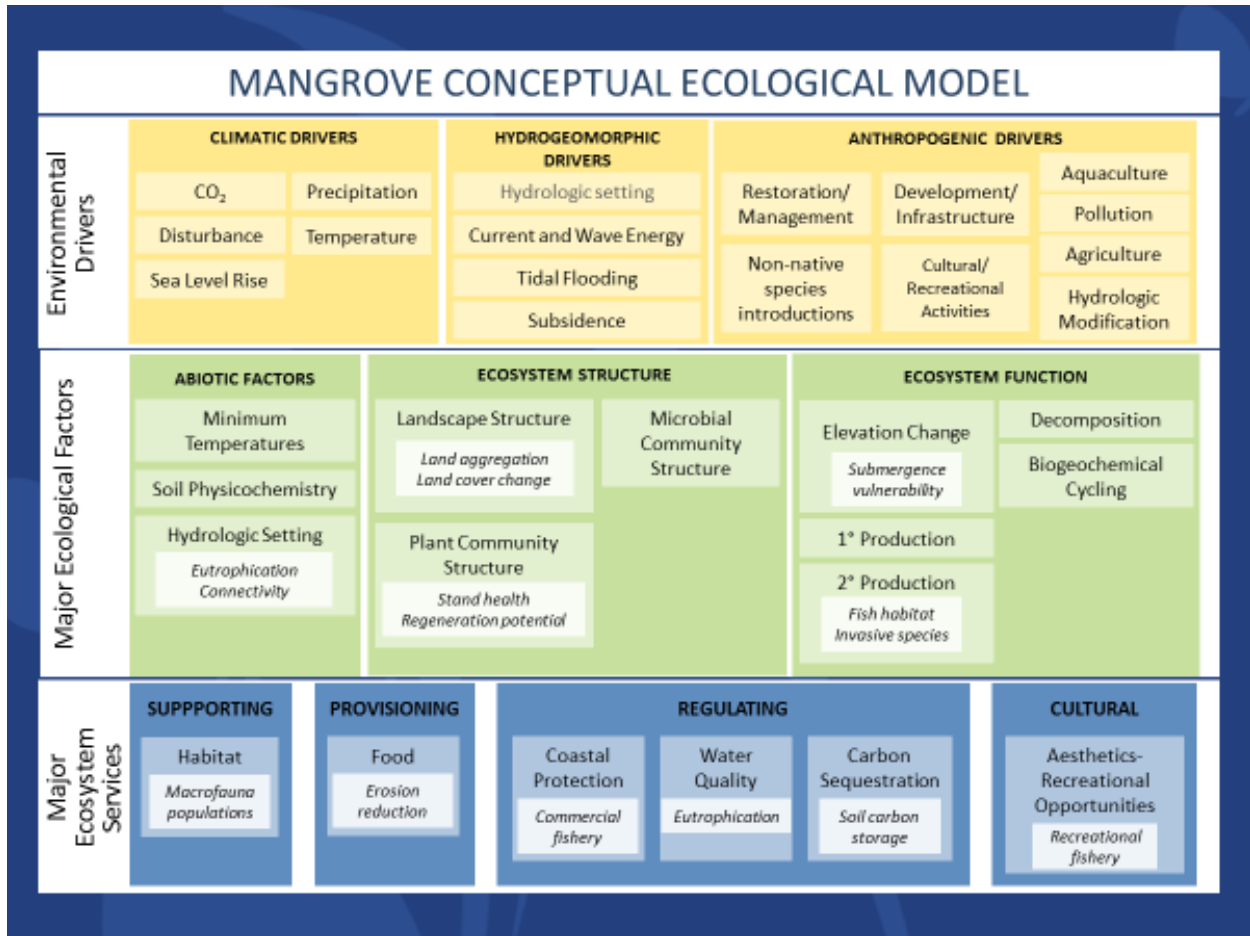 MANGROVE CONCEPTUAL ECOLOGICAL MODEL
Environmental
Drivers
CLIMATIC DRIVERS
CO₂
Precipitation
Disturbance
Temperature
Sea Level Rise
HYDROGEOMORPHIC
DRIVERS
Hydrologic setting
Current and Wave Energy
Tidal Flooding
Subsidence
ANTHROPOGENIC DRIVERS
Restoration/
Management
Development/
Infrastructure
Non-native
species
introductions
Cultural/
Recreational
Activities
Aquaculture
Pollution
Agriculture
Hydrologic
Modification
Major Ecological Factors
ABIOTIC FACTORS
Minimum
Temperatures
Soil Physicochemistry
Hydrologic Setting
Eutrophication
Connectivity
ECOSYSTEM STRUCTURE
Landscape Structure
Land aggregation
Land cover change
Microbial
Community
Structure
Plant Community
Structure
Stand health
Regeneration potential
ECOSYSTEM FUNCTION
Elevation Change
Submergence
vulnerability
Decomposition
Biogeochemical
Cycling
1° Production
2° Production
Fish habitat
Invasive species
Major
Ecosystem
Services
SUPPPORTING
Habitat
Macrofauna
populations
PROVISIONING
Food
Erosion
reduction
REGULATING
Coastal
Protection
Commercial
fishery
Water
Quality
Eutrophication
Carbon
Sequestration
Soil carbon
storage
CULTURAL
Aesthetics-
Recreational
Opportunities
Recreational
fishery